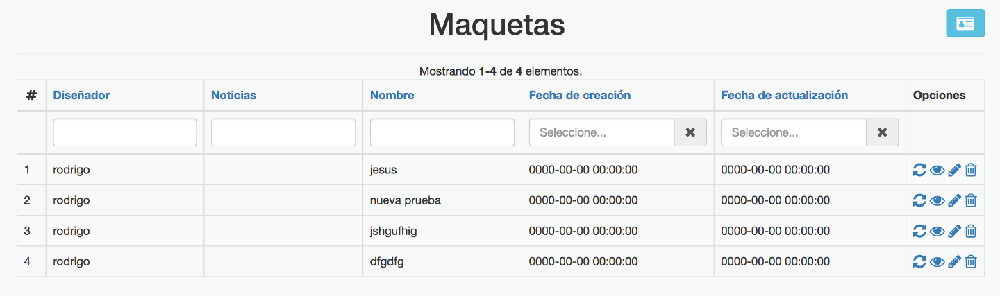 Maquetas
Mostrando 1-4 de 4 elementos.
# Diseñador Noticias Nombre Fecha de creación Fecha de actualización Opciones
Seleccione... Seleccione...
1 rodrigo jesus 0000-00-00 00:00:00 0000-00-00 00:00:00
2 rodrigo nueva prueba 0000-00-00 00:00:00 0000-00-00 00:00:00
3 rodrigo jshgufhig 0000-00-00 00:00:00 0000-00-00 00:00:00
4 rodrigo dfgdfg 0000-00-00 00:00:00 0000-00-00 00:00:00